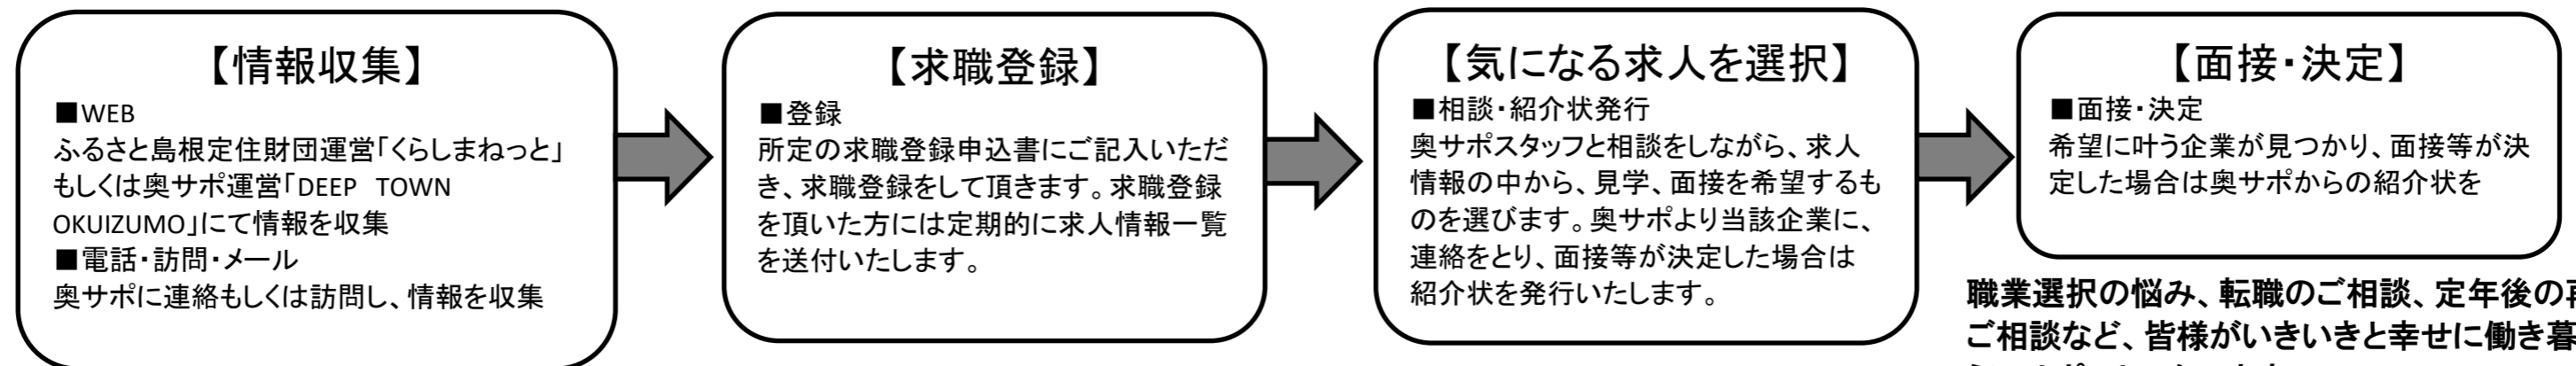 【情報収集】
■WEB
ふるさと島根定住財団運営「くらしまねっと」
もしくは奥サポ運営「DEEP TOWN
OKUIZUMO」にて情報を収集
■電話・訪問・メール
奥サポに連絡もしくは訪問し、情報を収集
【求職登録】
■登録
所定の求職登録申込書にご記入いただ
き、求職登録をして頂きます。求職登録
を頂いた方には定期的に求人情報一覧
を送付いたします。
【気になる求人を選択】
■相談・紹介状発行
奥サポスタッフと相談をしながら、求人
情報の中から、見学、面接を希望するも
のを選びます。奥サポより当該企業に、
連絡をとり、面接等が決定した場合は
紹介状を発行いたします。
【面接・決定】
■面接・決定
希望に叶う企業が見つかり、面接等が決
定した場合は奥サポからの紹介状を
職業選択の悩み、転職のご相談、定年後の
ご相談など、皆様がいきいきと幸せに働き暮